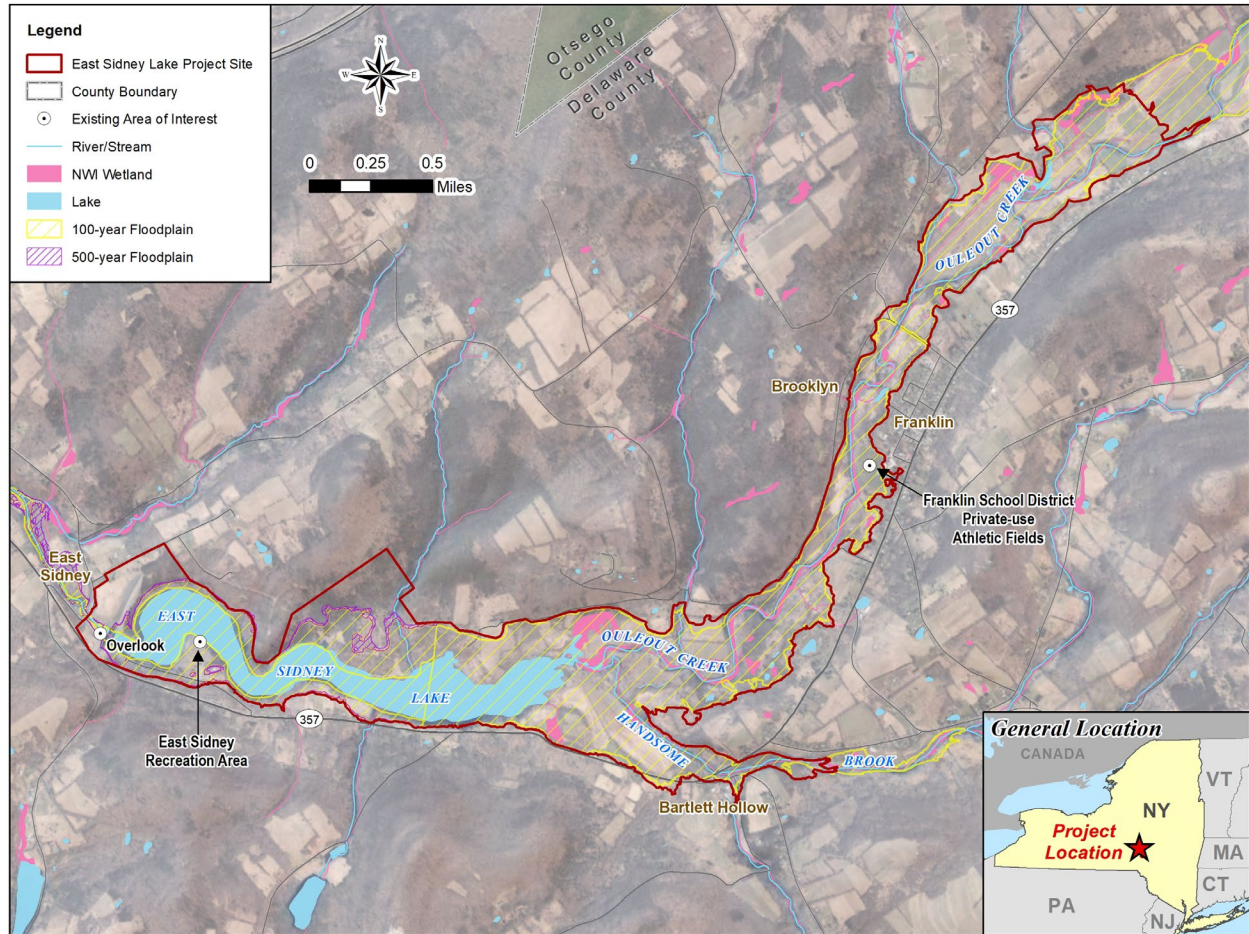 Legend
East Sidney Lake Project Site
County Boundary
Existing Area of Interest
River/Stream
NWI Wetland
Lake
100-year Floodplain
500-year Floodplain
N
W E
S
0 0.25 0.5
Miles
Otsego
County
Delaware
County
OULEOUT CREEK
357
Brooklyn
Franklin
Franklin School District
Private-use
Athletic Fields
East
Sidney
Overlook
EAST
SIDNEY
LAKE
OULEOUT CREEK
357
East Sidney
Recreation Area
HANDSOME
BROOK
Bartlett Hollow
General Location
CANADA
VT
NY
Project
Location
MA
CT
PA
NJ